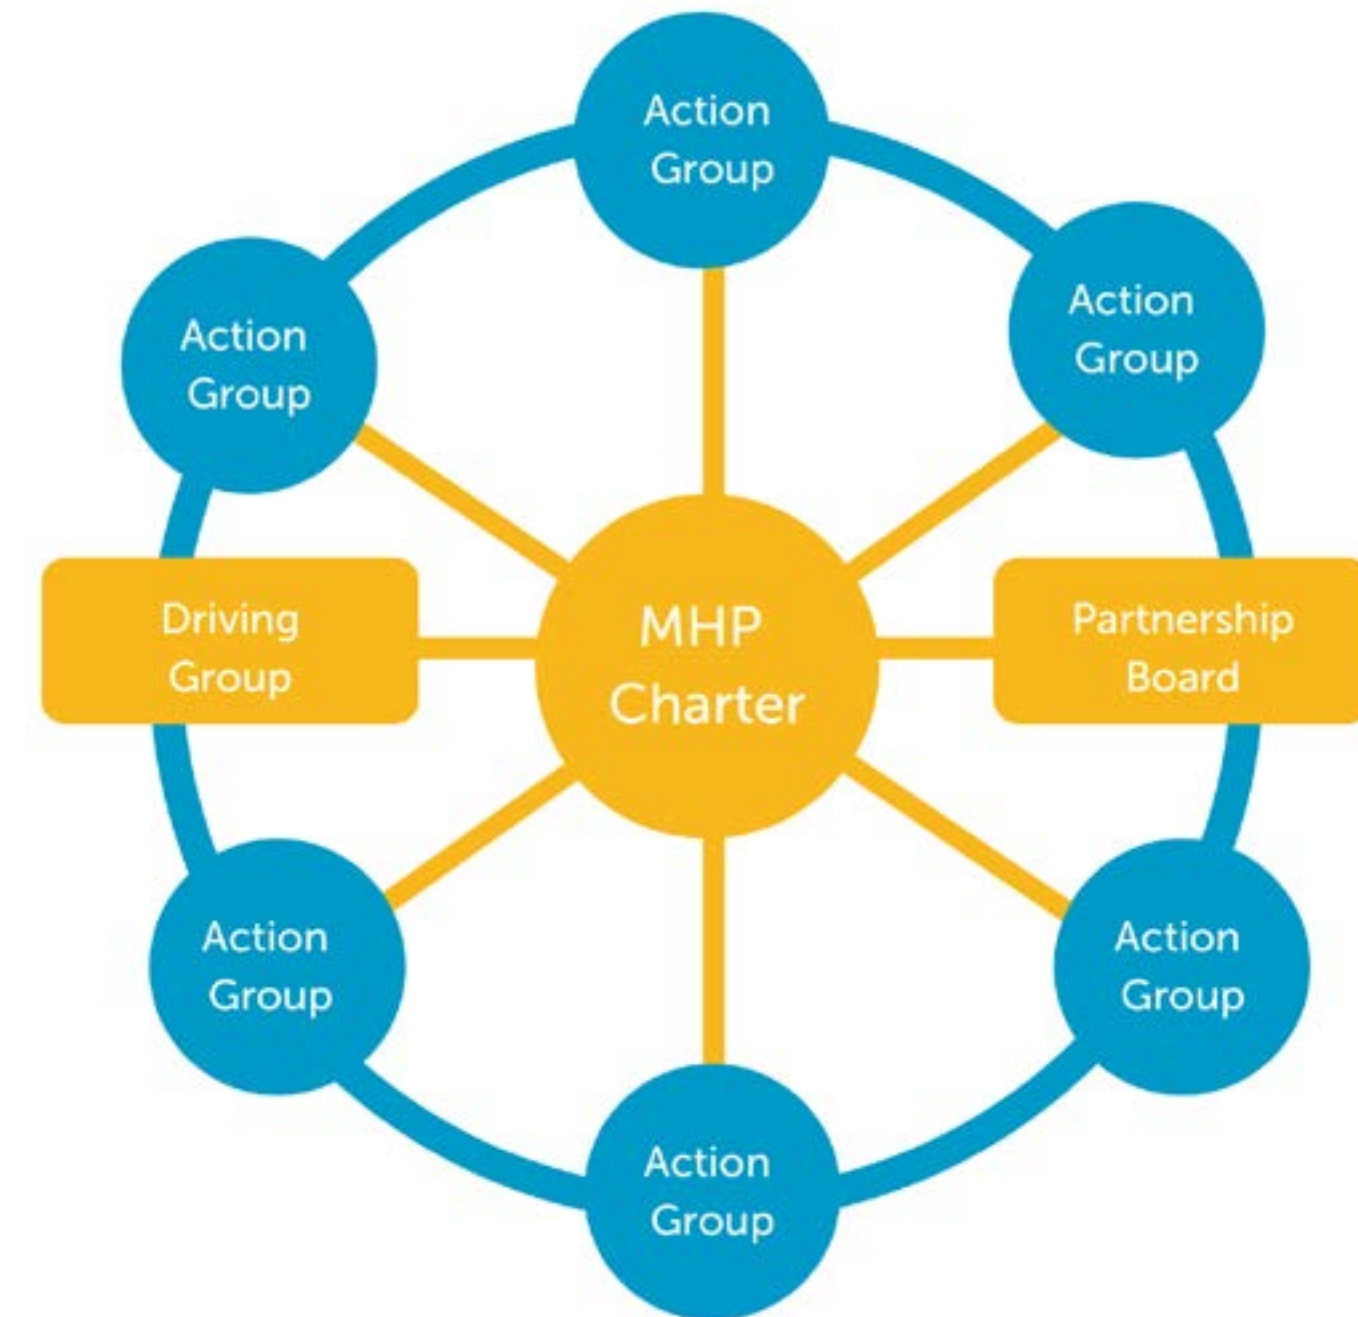 Action
Group
Action
Group
Action
Group
Driving
Group
MHP
Charter
Partnership
Board
Action
Group
Action
Group
Action
Group